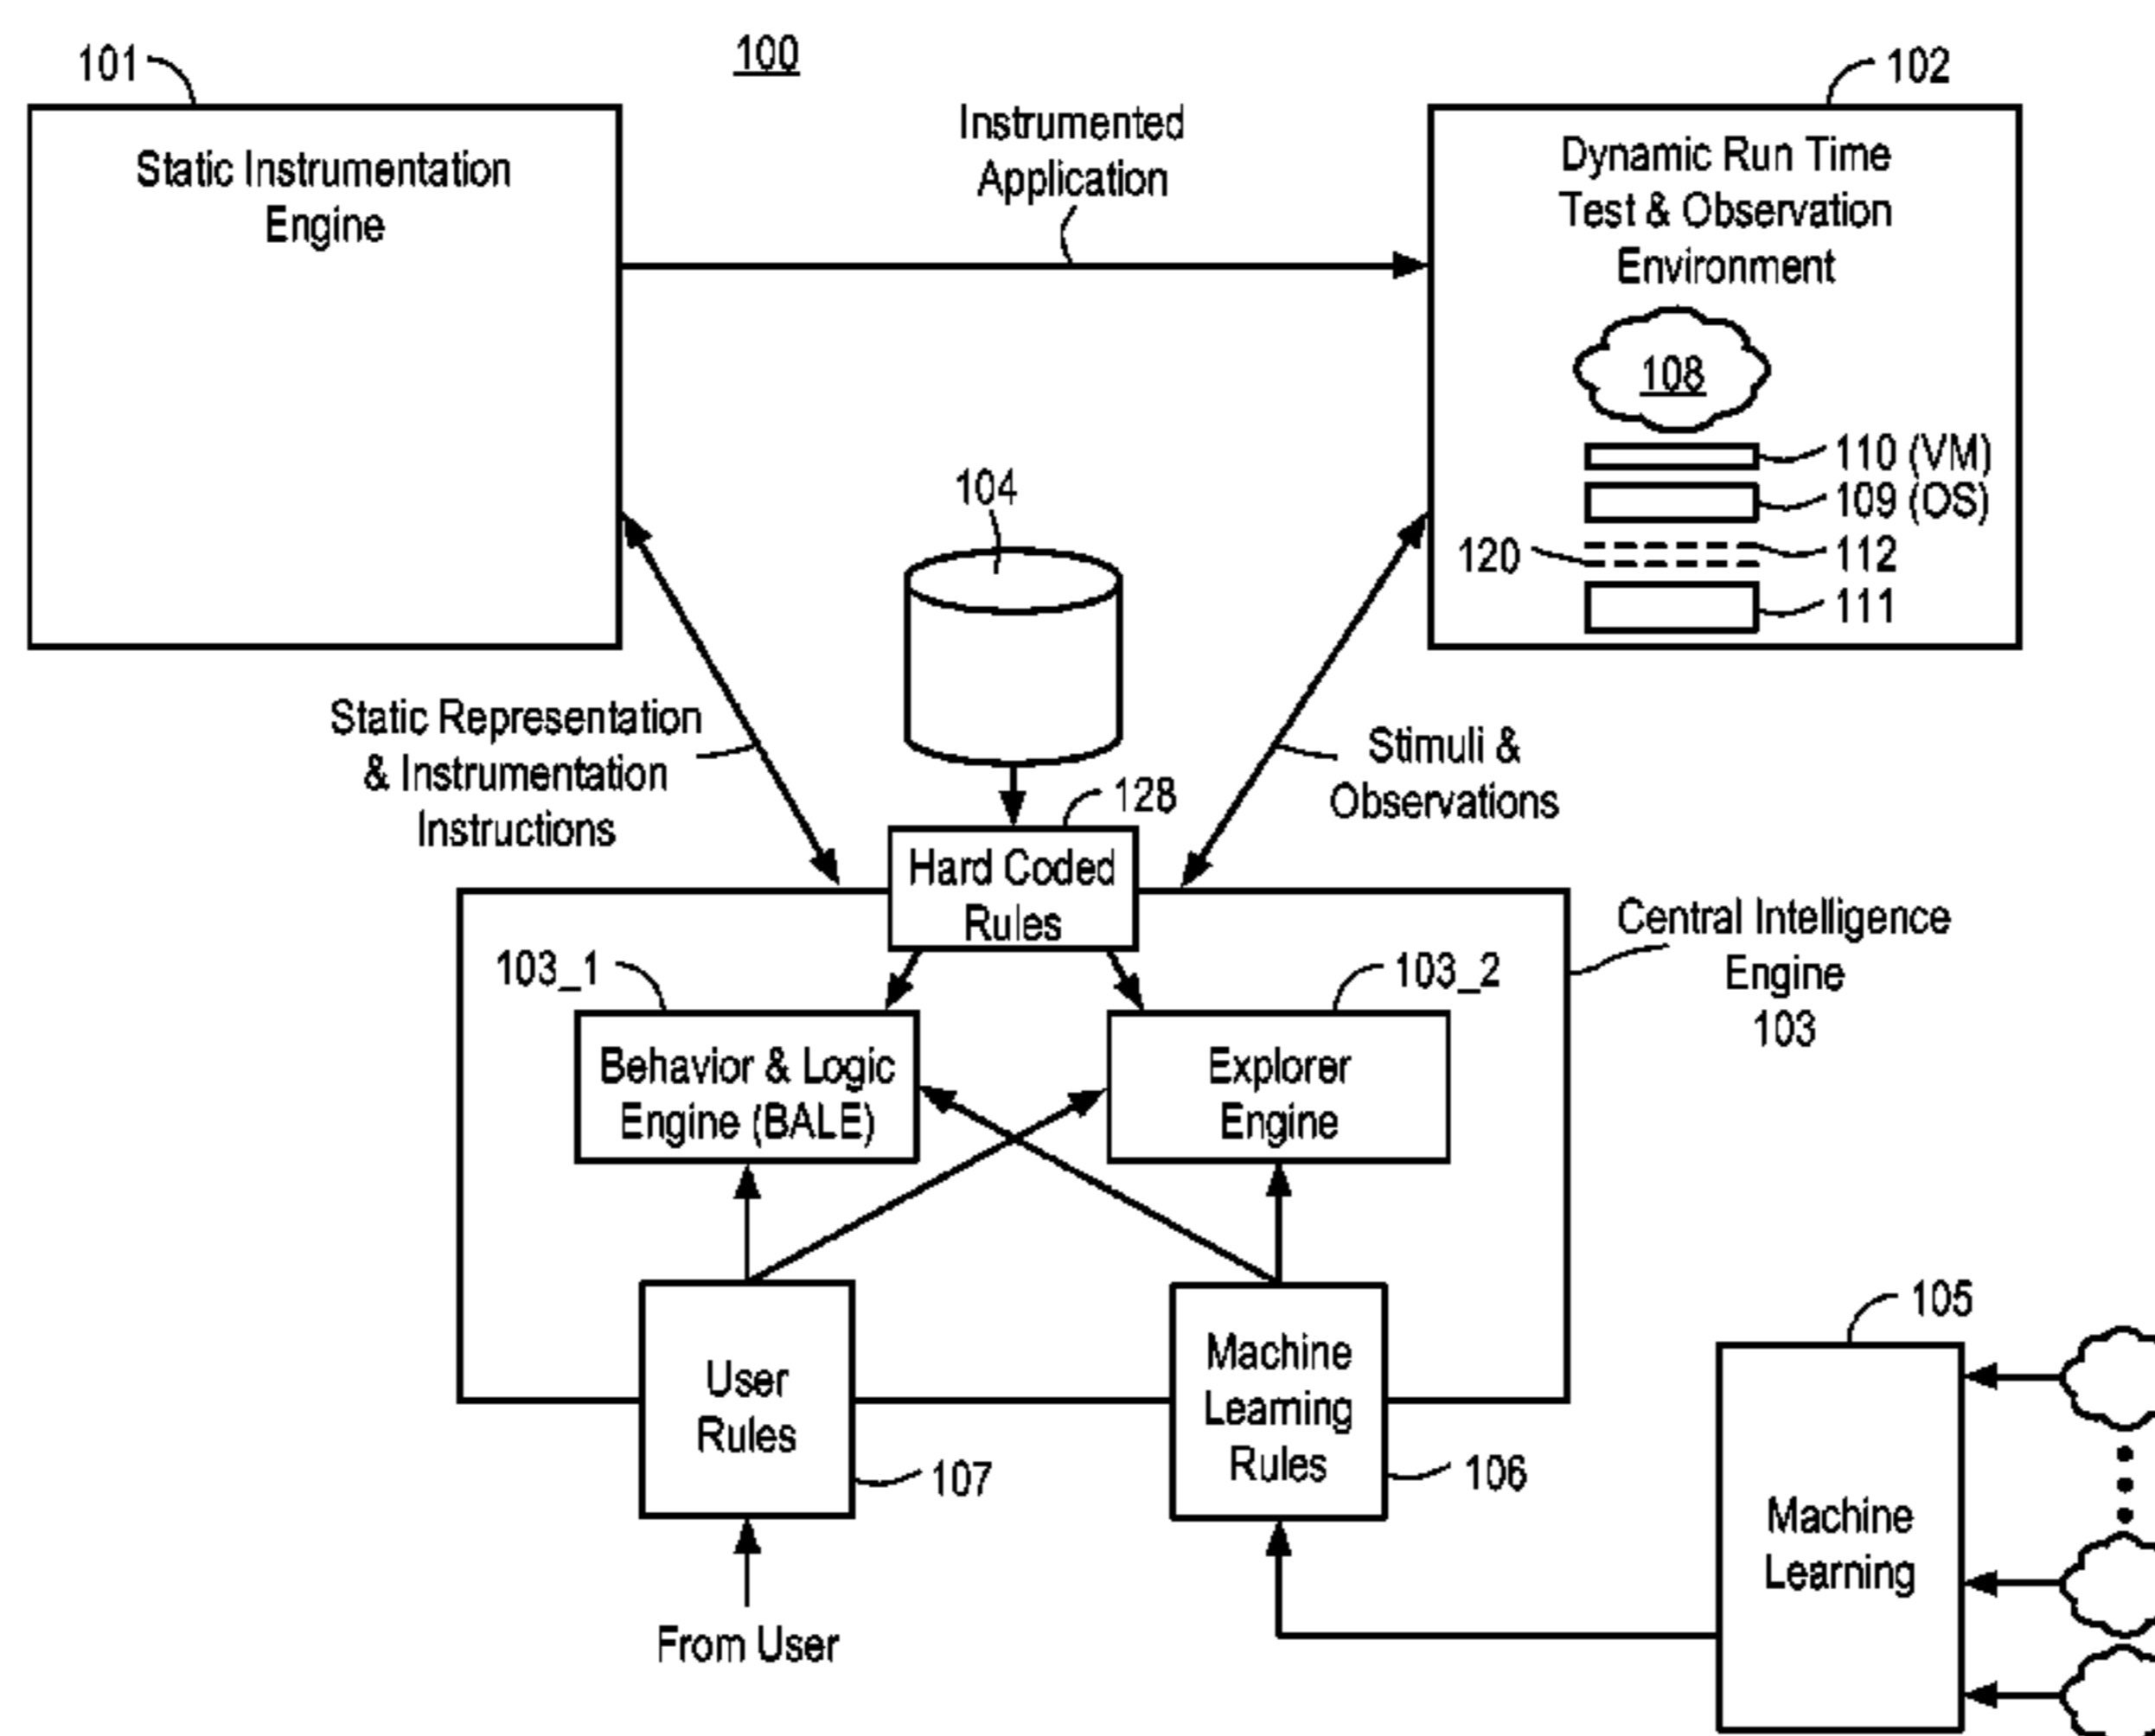 100
101
Static Instrumentation
Engine
Instrumented
Application
102
Dynamic Run Time
Test & Observation
Environment
108
110 (VM)
109 (OS)
120
112
111
104
Static Representation
& Instrumentation
Instructions
Stimuli &
Observations
128
Hard Coded
Rules
Central Intelligence
Engine
103
103_1
Behavior & Logic
Engine (BALE)
103_2
Explorer
Engine
User
Rules
107
Machine
Learning
Rules
106
105
Machine
Learning
From User